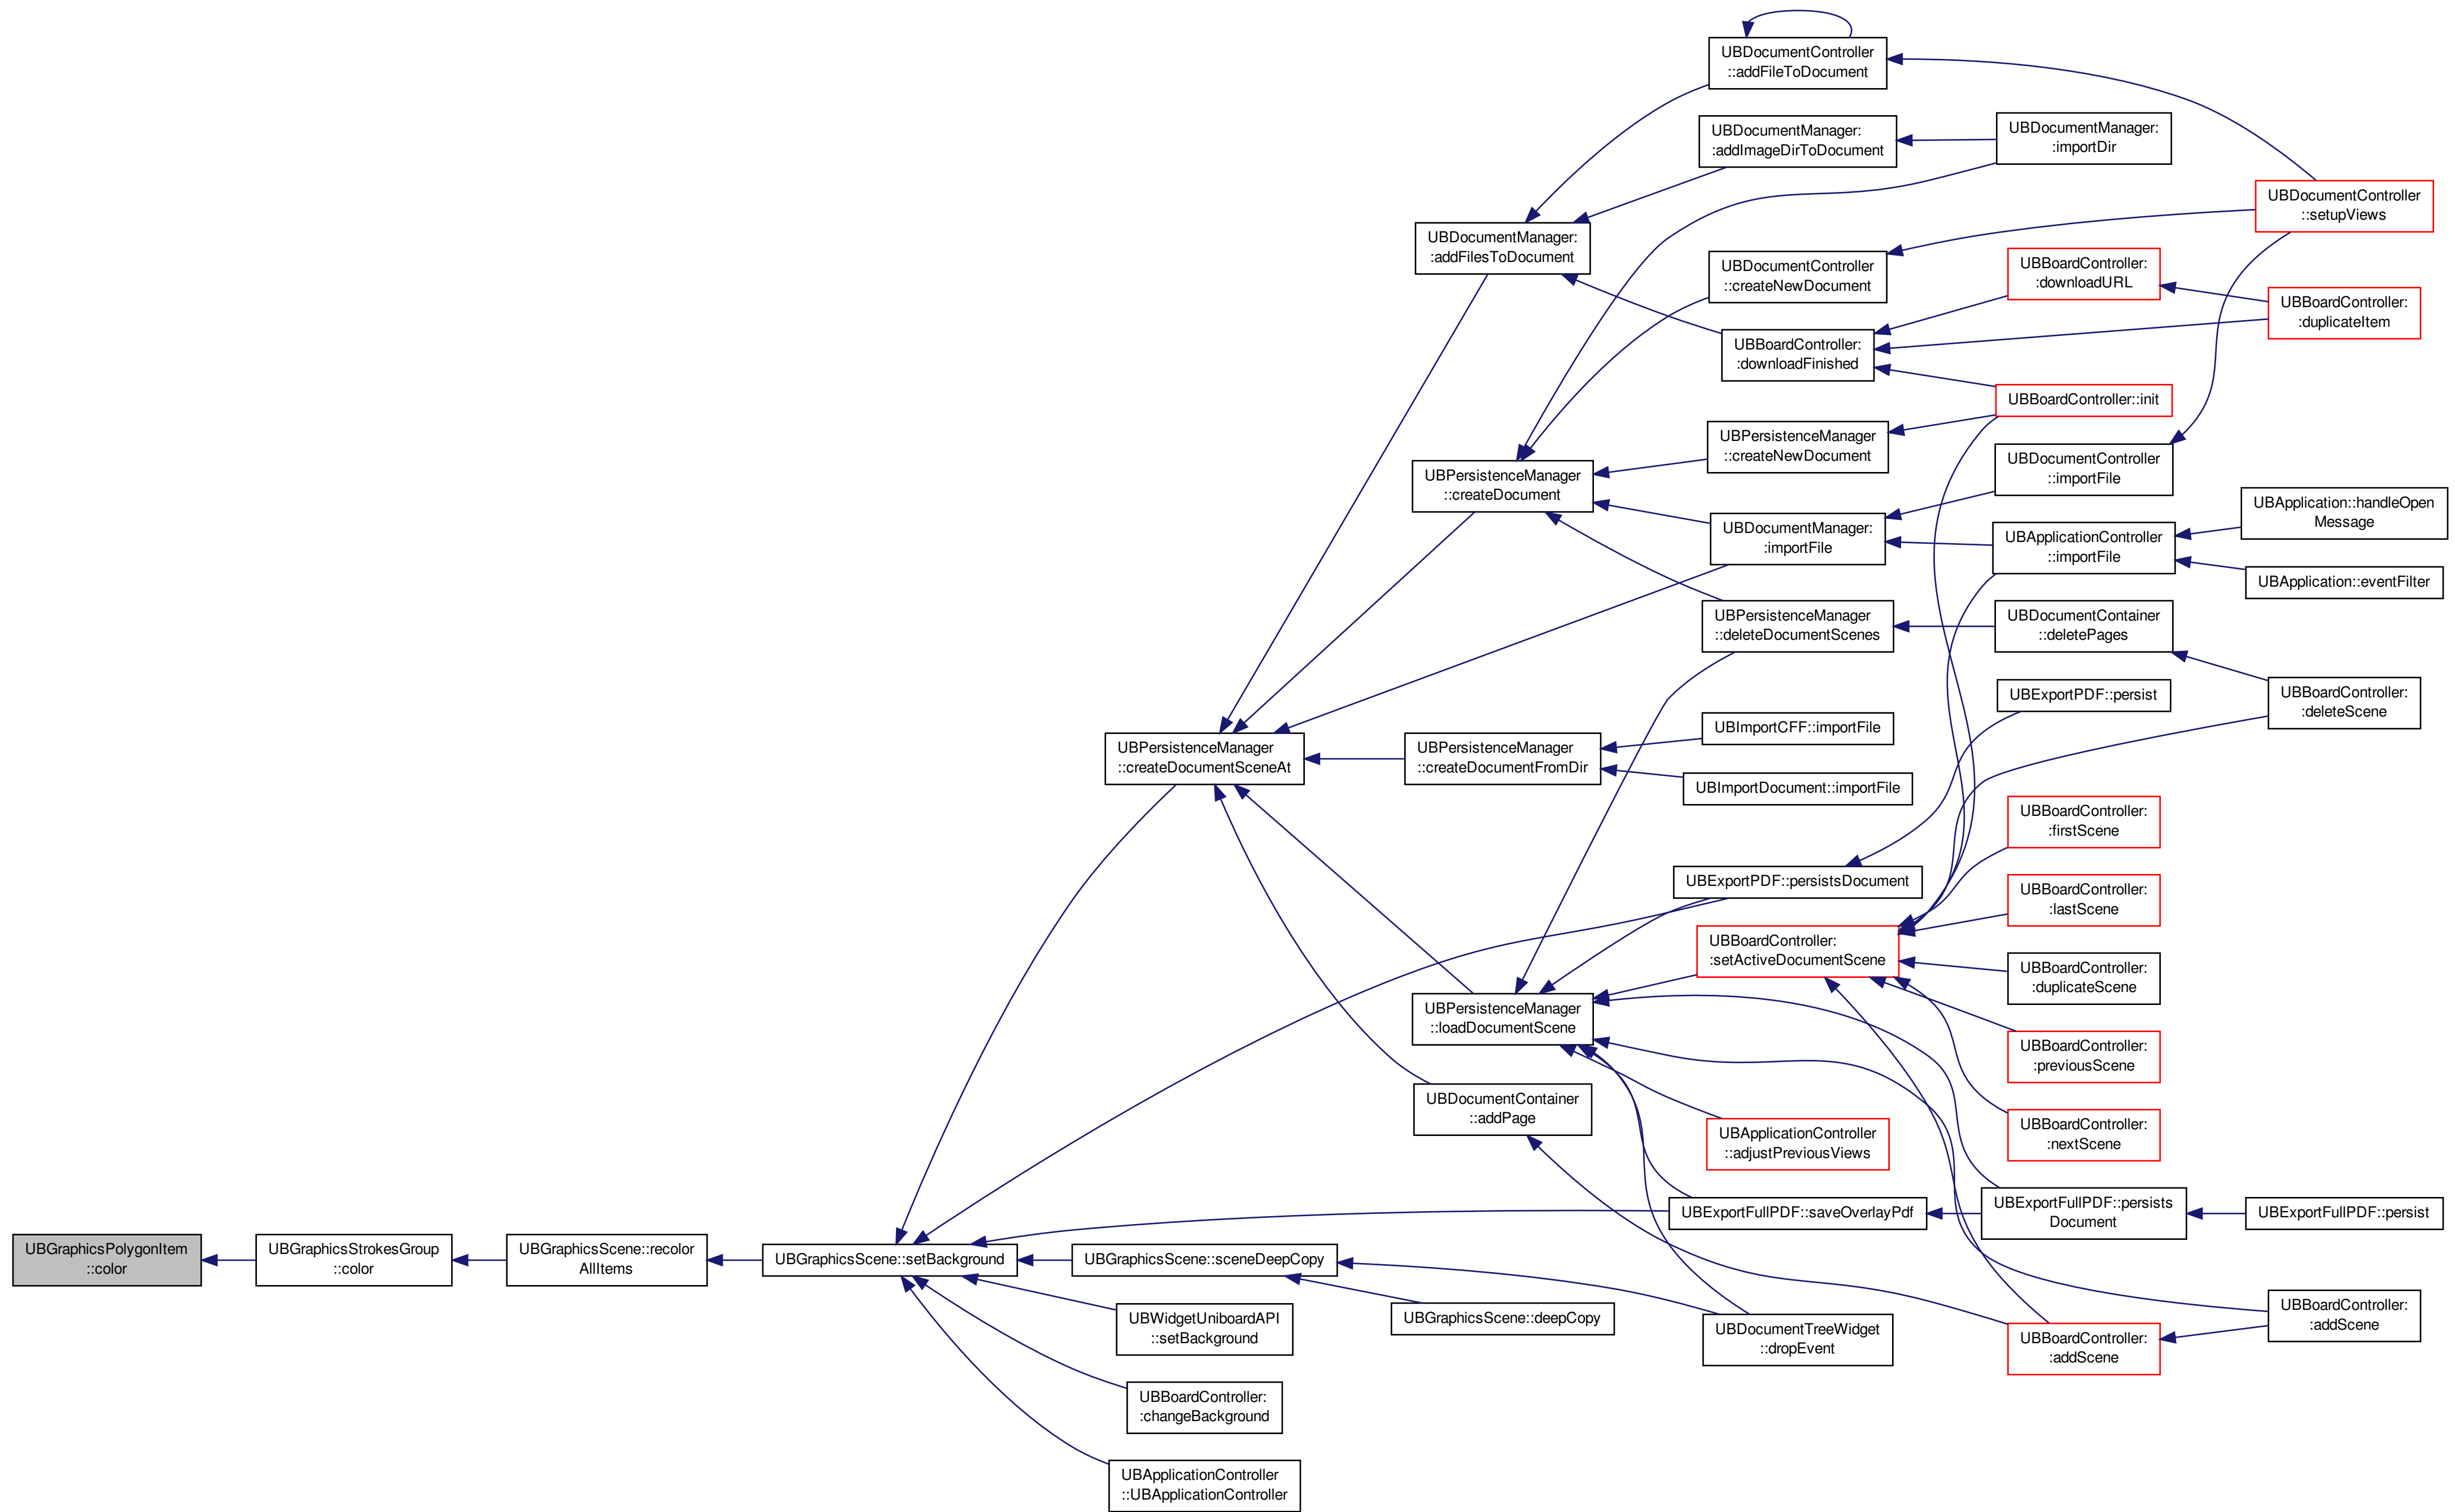 UBDocumentController
::addFileToDocument
UBDocumentManager:
:addImageDirToDocument
UBDocumentManager:
:importDir
UBDocumentController
::setupViews
UBDocumentManager:
:addFilesToDocument
UBDocumentController
::createNewDocument
UBBoardController:
:downloadURL
UBBoardController:
:duplicateItem
UBBoardController:
:downloadFinished
UBBoardController::init
UBPersistenceManager
::createNewDocument
UBDocumentController
::importFile
UBPersistenceManager
::createDocument
UBApplication::handleOpen
Message
UBDocumentManager:
:importFile
UBApplicationController
::importFile
UBApplication::eventFilter
UBPersistenceManager
::deleteDocumentScenes
UBDocumentContainer
::deletePages
UBExportPDF::persist
UBBoardController:
:deleteScene
UBImportCFF::importFile
UBPersistenceManager
::createDocumentSceneAt
UBPersistenceManager
::createDocumentFromDir
UBImportDocument::importFile
UBBoardController:
:firstScene
UBExportPDF::persistsDocument
UBBoardController:
:lastScene
UBBoardController:
:setActiveDocumentScene
UBBoardController:
:duplicateScene
UBPersistenceManager
::loadDocumentScene
UBBoardController:
:previousScene
UBDocumentContainer
::addPage
UBApplicationController
::adjustPreviousViews
UBBoardController:
:nextScene
UBExportFullPDF::saveOverlayPdf
UBExportFullPDF::persists
Document
UBExportFullPDF::persist
UBGraphicsPolygonItem
::color
UBGraphicsStrokesGroup
::color
UBGraphicsScene::recolor
AllItems
UBGraphicsScene::setBackground
UBGraphicsScene::sceneDeepCopy
UBWidgetUniboardAPI
::setBackground
UBGraphicsScene::deepCopy
UBDocumentTreeWidget
::dropEvent
UBBoardController:
:addScene
UBBoardController:
:addScene
UBBoardController:
:changeBackground
UBApplicationController
::UBApplicationController